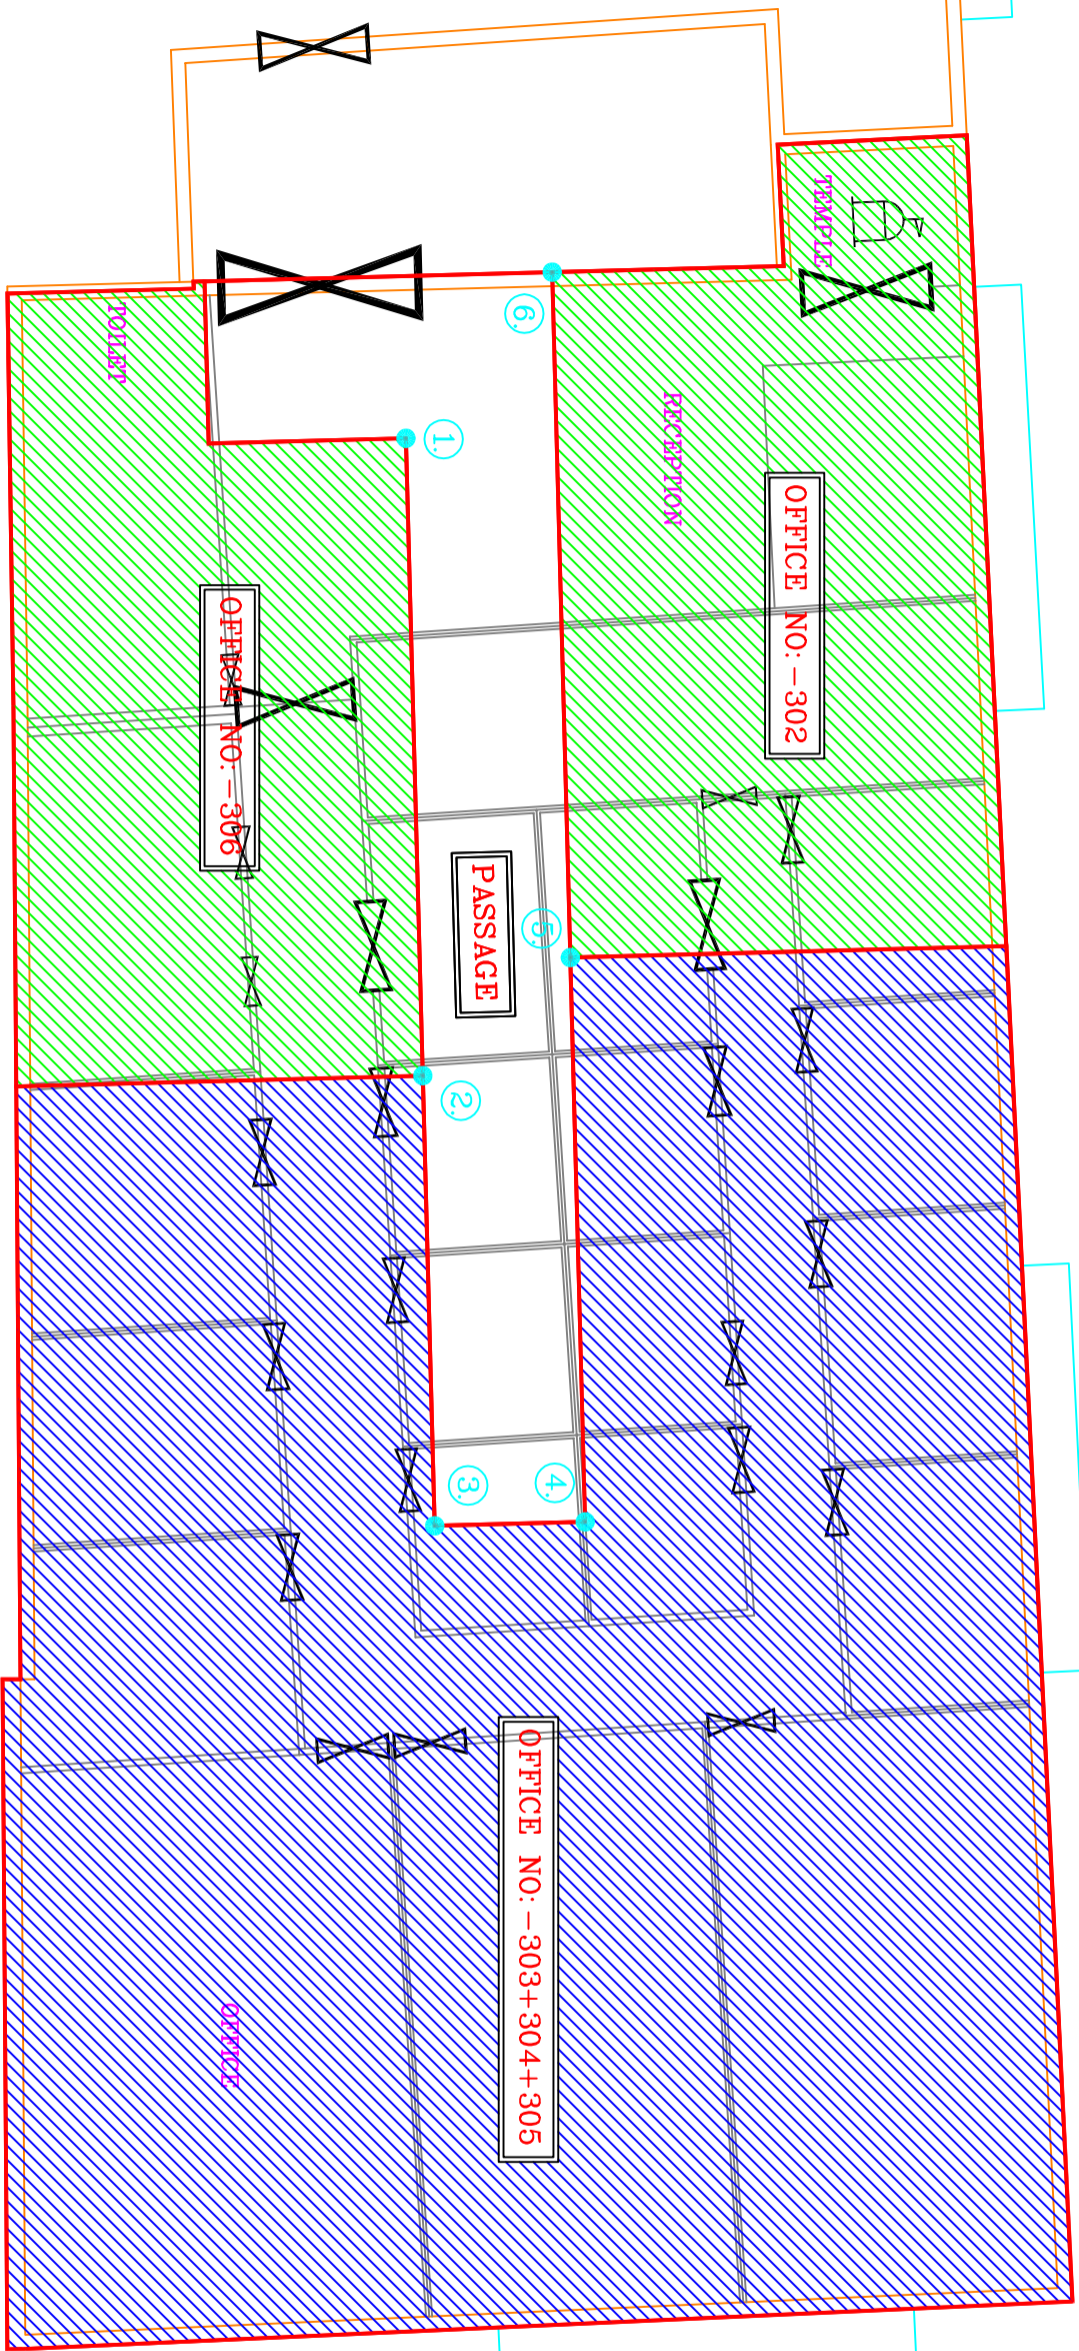 TEMPLE
TOILET
6.
1.
RECEPTION
OFFICE NO:-302
OFFICE NO:-306
PASSAGE
5.
2.
3.
4.
OFFICE NO:-303+304+305
OFFICE